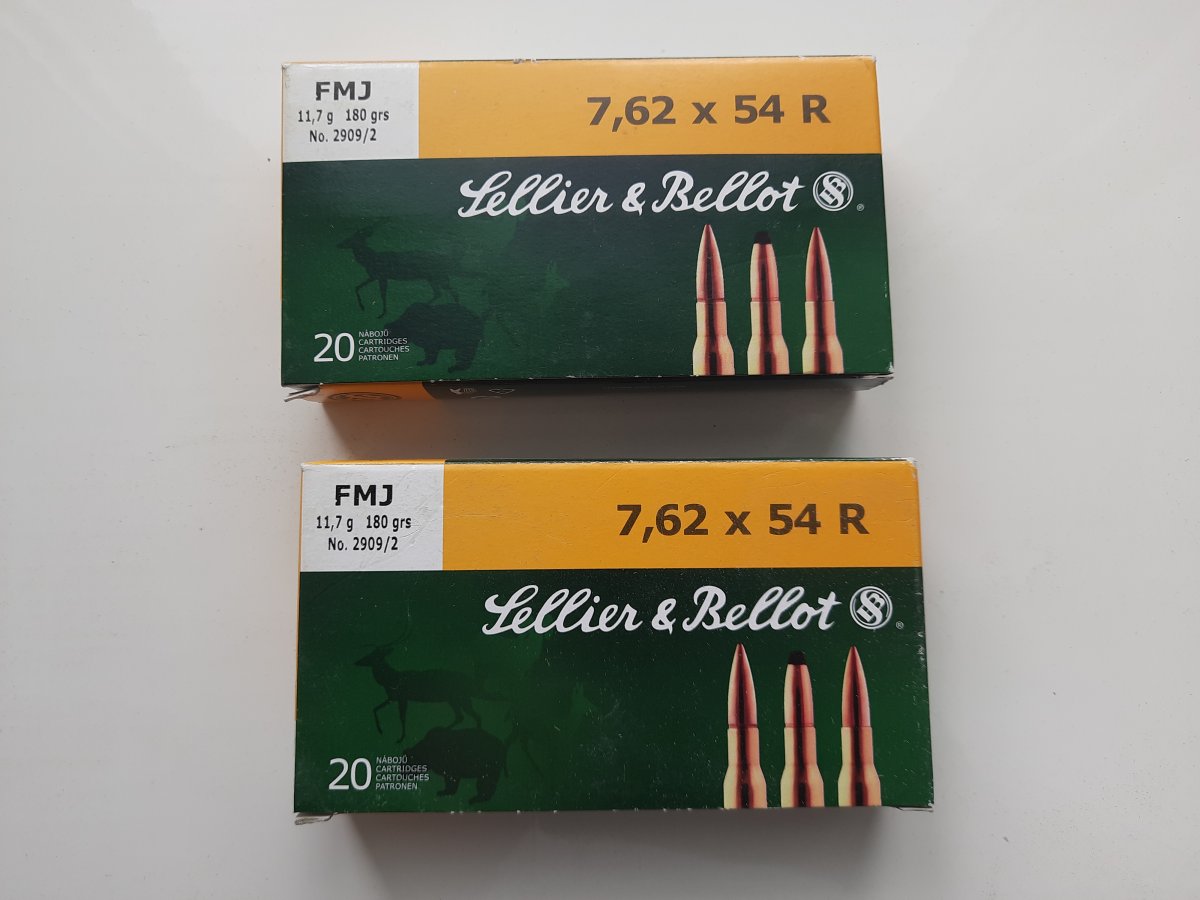 FMJ
11,7 g 180 grs
No. 2909/2
7,62 x 54 R
Sellier & Bellot
®
20
NÁBOJŮ
CARTRIDGES
CARTOUCHES
PATRONEN
FMJ
11,7 g 180 grs
No. 2909/2
7,62 x 54 R
Sellier & Bellot
®
20
NÁBOJŮ
CARTRIDGES
CARTOUCHES
PATRONEN